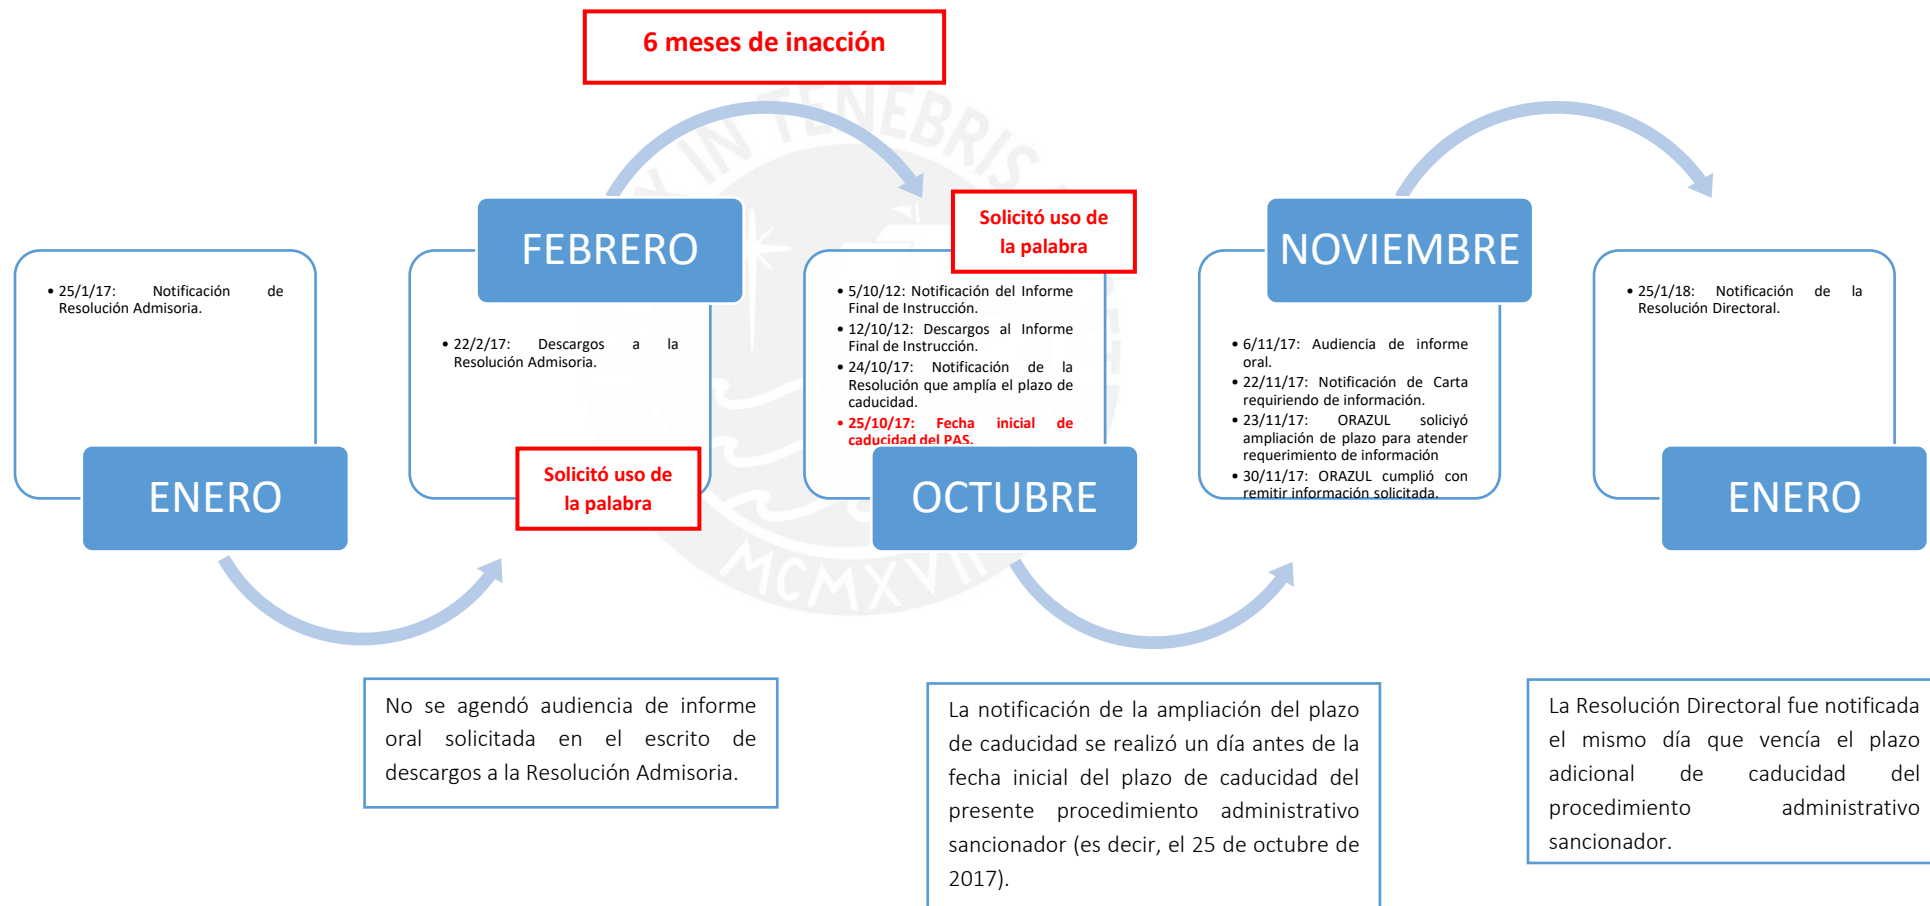 6 meses de inacción
• 25/1/17: Notificación de
Resolución Admisoria.
ENERO
FEBRERO
• 22/2/17: Descargos a la
Resolución Admisoria.
Solicitó uso de
la palabra
Solicitó uso de
la palabra
• 5/10/12: Notificación del Informe
Final de Instrucción.
• 12/10/12: Descargos al Informe
Final de Instrucción.
• 24/10/17: Notificación de la
Resolución que amplía el plazo de
caducidad.
• 25/10/17: Fecha inicial de
caducidad del PAS.
OCTUBRE
NOVIEMBRE
• 6/11/17: Audiencia de informe
oral.
• 22/11/17: Notificación de Carta
requiriendo de información.
• 23/11/17: ORAZUL soliciyó
ampliación de plazo para atender
requerimiento de información
• 30/11/17: ORAZUL cumplió con
remitir información solicitada.
• 25/1/18: Notificación de la
Resolución Directoral.
ENERO
No se agendó audiencia de informe
oral solicitada en el escrito de
descargos a la Resolución Admisoria.
La notificación de la ampliación del plazo
de caducidad se realizó un día antes de la
fecha inicial del plazo de caducidad del
presente procedimiento administrativo
sancionador (es decir, el 25 de octubre de
2017).
La Resolución Directoral fue notificada
el mismo día que vencía el plazo
adicional de caducidad del
procedimiento administrativo
sancionador.
IN TENEBRIS